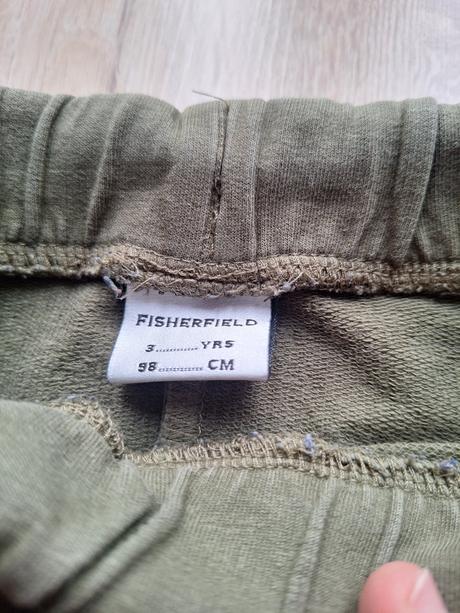 FISHERFIELD
3............ YRS
98............ CM